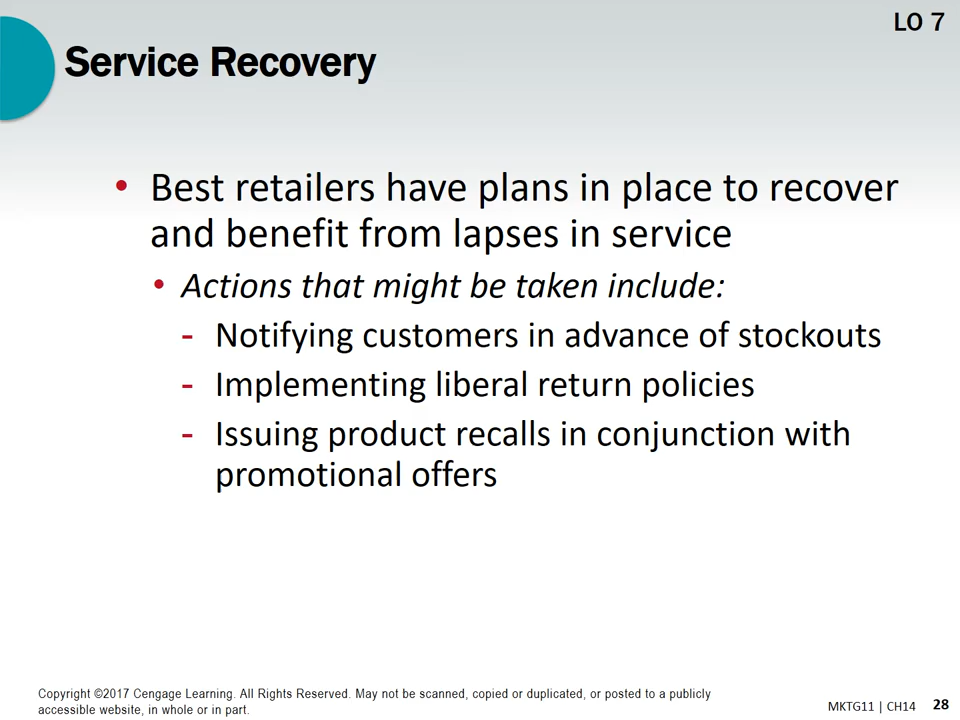 LO 7
Service Recovery
• Best retailers have plans in place to recover
and benefit from lapses in service
• Actions that might be taken include:
- Notifying customers in advance of stockouts
- Implementing liberal return policies
- Issuing product recalls in conjunction with
promotional offers
Copyright ©2017 Cengage Learning. All Rights Reserved. May not be scanned, copied or duplicated, or posted to a publicly
accessible website, in whole or in part.
MKTG11 | CH14 28